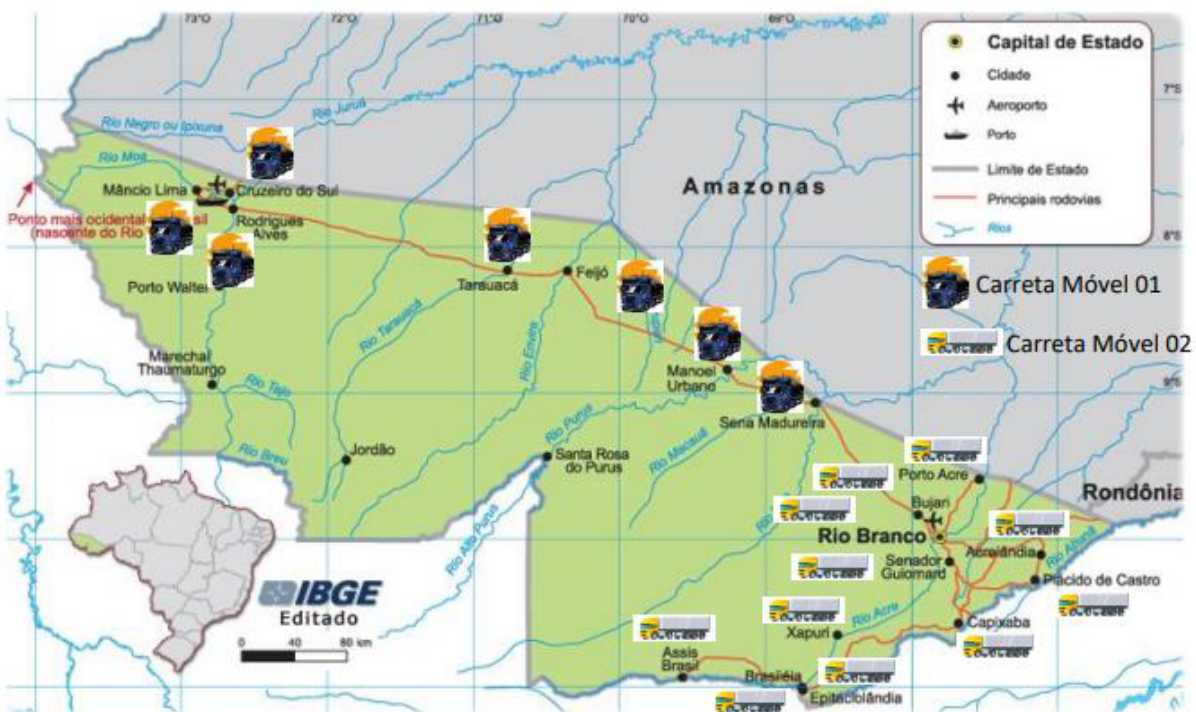 73°O
72°O
71°O
70°O
69°O
Capital de Estado
Cidade
Aeroporto
Porto
Limite de Estado
Principais rodovias
Rios
7°S
8°S
9°S
Carreta Móvel 01
Carreta Móvel 02
Rio Juruá
Rio Negro ou Ipixuna
Rio Moa
Mâncio Lima
Cruzeiro do Sul
Ponto mais ocidental
sil
(nascente do Rio
Rodrigues
Alves
Porto Walter
Amazonas
Tarauacá
Feijó
Rio Tarauacá
Rio Envira
Marechal
Thaumaturgo
Rio Tejo
Manoel
Urbano
Sena Madureira
Rio Purus
Rio Macauã
Rio Breu
Jordão
Santa Rosa
do Purus
Rio Alto Purus
Porto Acre
Rondônia
Bujari
Rio Branco
Senador
Guiomard
Acrelândia
Rio Abunã
Plácido de Castro
Rio Acre
Xapuri
Capixaba
Assis
Brasil
Brasiléia
Epitaciolândia
IBGE
Editado
0 40 80 km